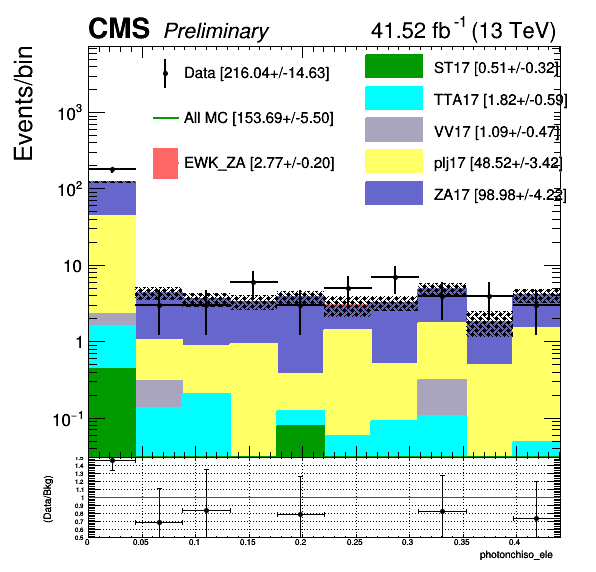 CMS Preliminary 41.52 fb⁻¹ (13 TeV)
Events/bin
Data [216.04+/-14.63]
All MC [153.69+/-5.50]
EWK_ZA [2.77+/-0.20]
ST17 [0.51+/-0.32]
TTA17 [1.82+/-0.59]
VV17 [1.09+/-0.47]
plj17 [48.52+/-3.42]
ZA17 [98.98+/-4.22]
10³
10²
10
1
10⁻¹
(Data/Bkg)
1.5
1.4
1.3
1.2
1.1
1
0.9
0.8
0.7
0.6
0.5
0 0.05 0.1 0.15 0.2 0.25 0.3 0.35 0.4
photonchiso_ele